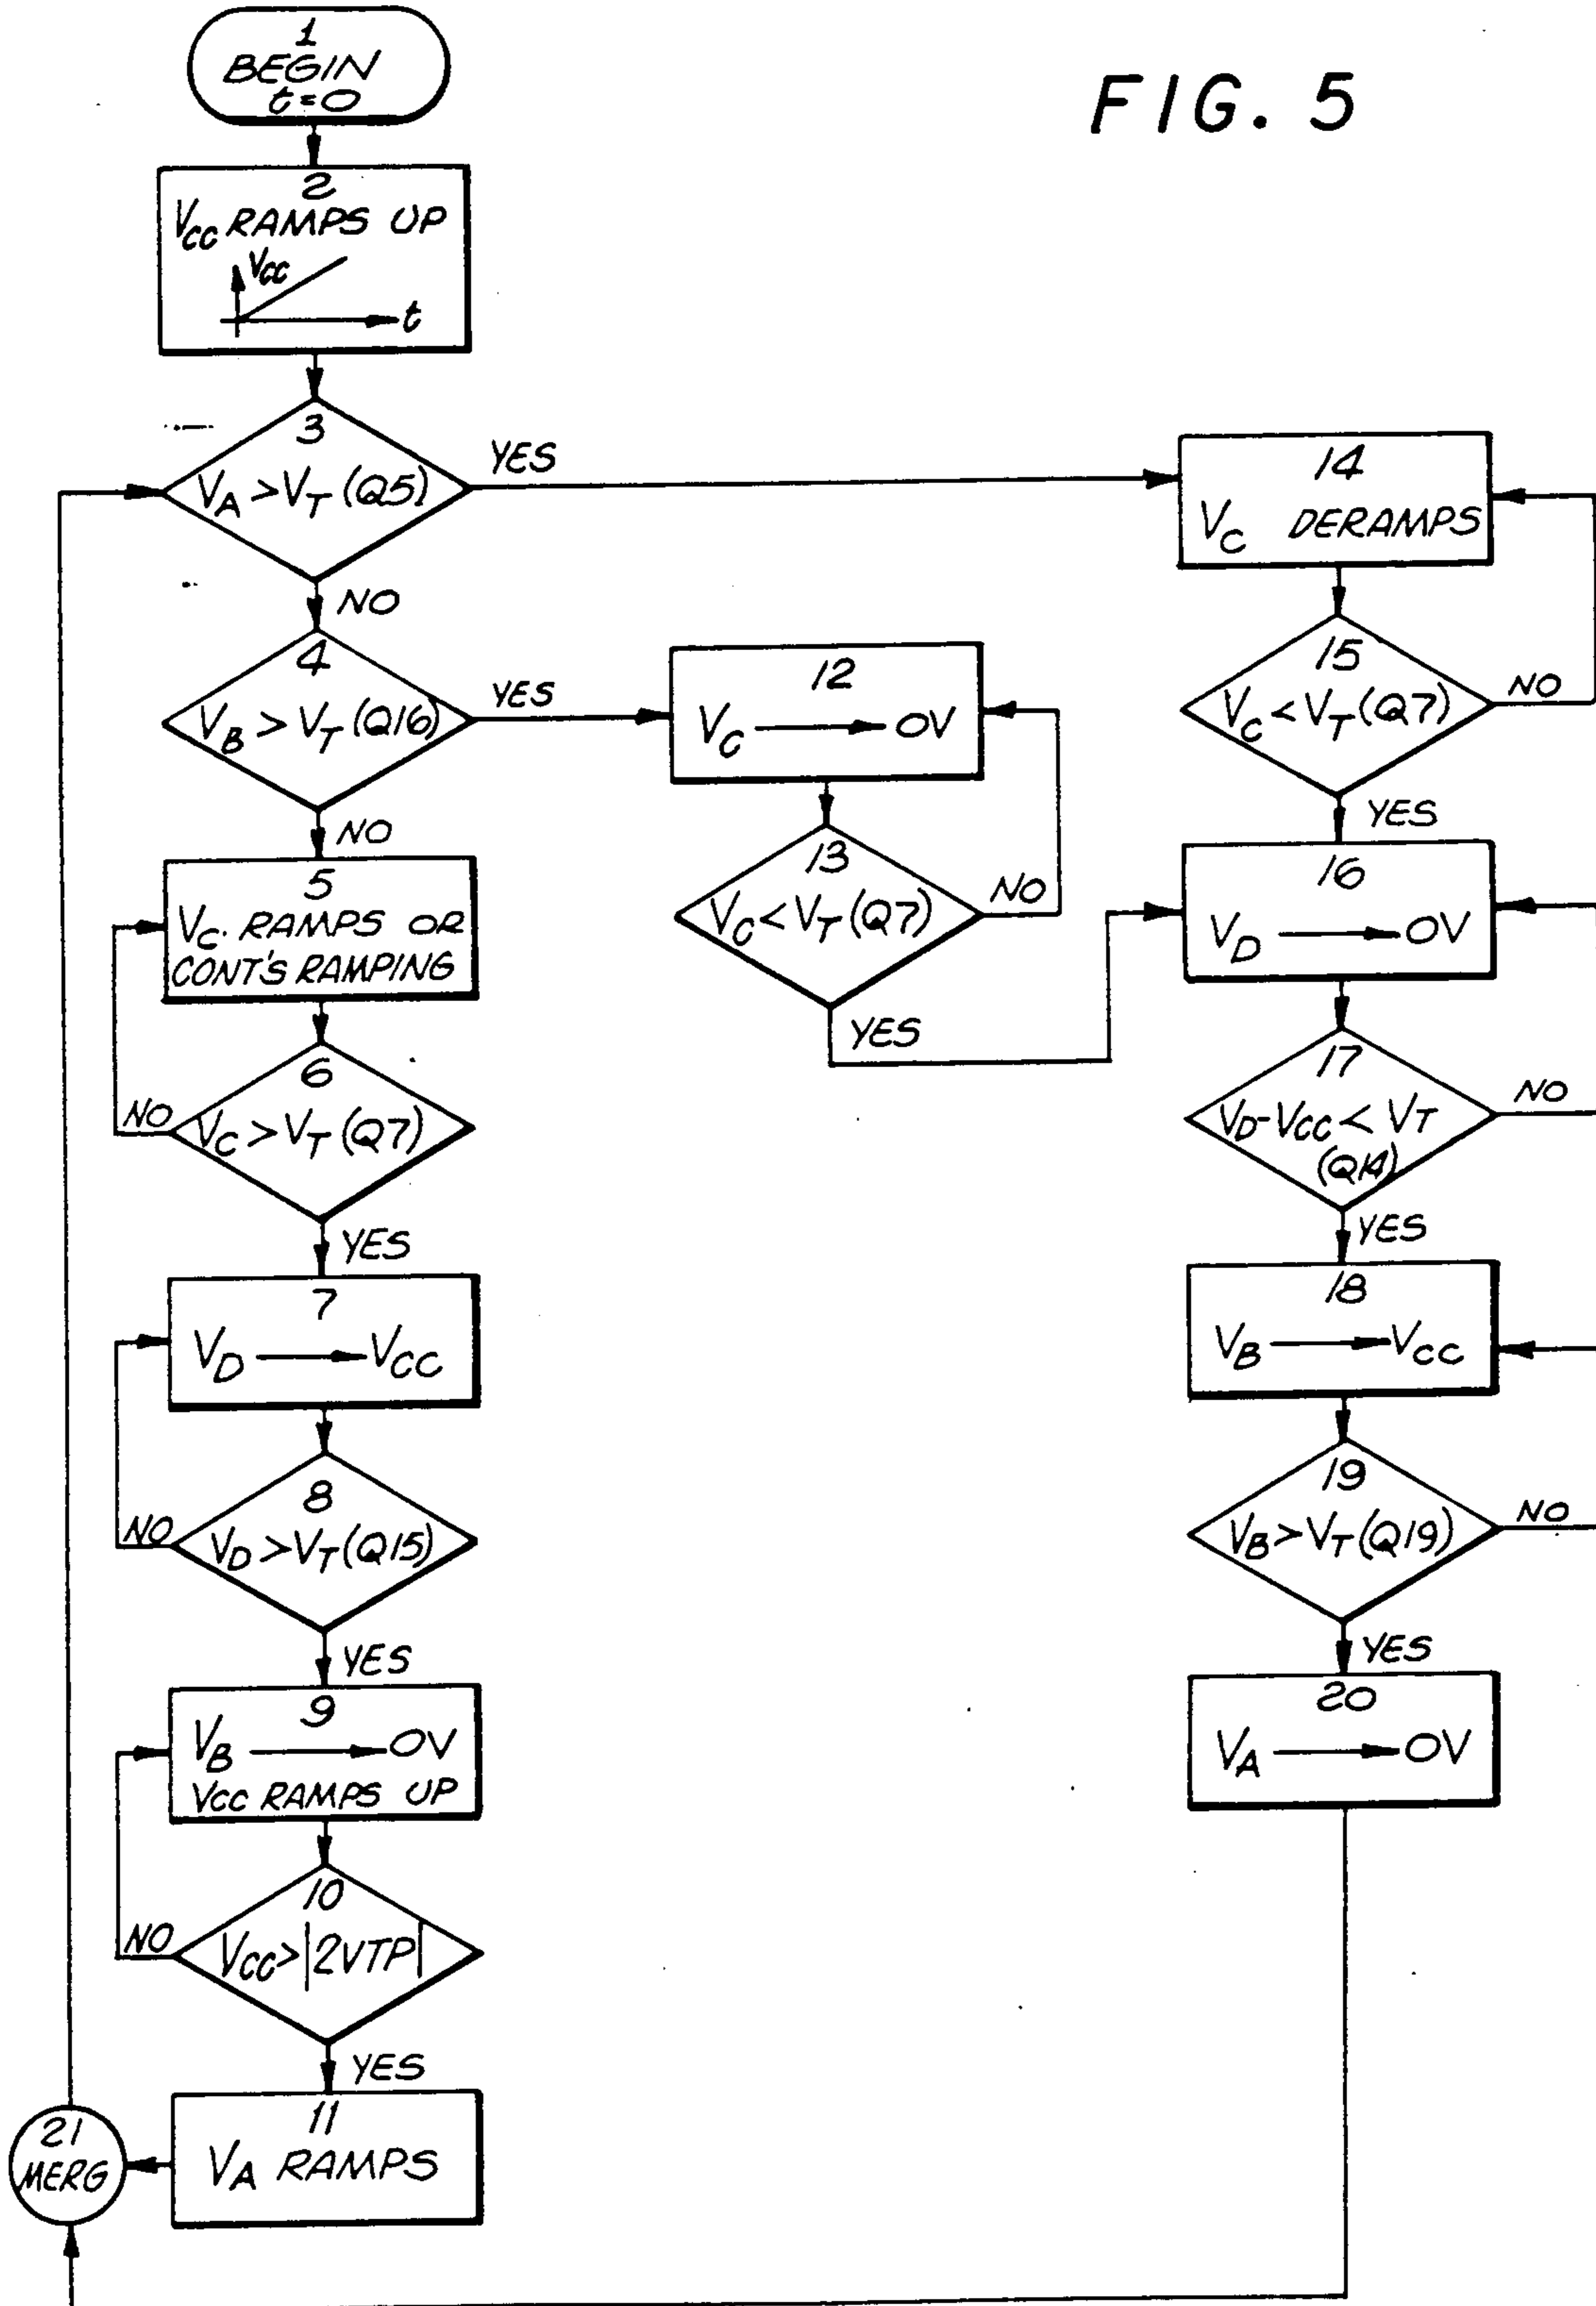 FIG. 5
1
BEGIN
t=0
2
VCC RAMPS UP
VCC
t
3
VA > VT (Q5)
YES
NO
4
VB > VT (Q16)
YES
NO
5
VC RAMPS OR
CONT'S RAMPING
6
VC > VT (Q7)
NO
YES
7
VD → VCC
8
VD > VT (Q15)
NO
YES
9
VB → OV
VCC RAMPS UP
10
VCC > |2VTP|
NO
YES
11
VA RAMPS
21
MERG
12
VC → OV
13
VC < VT (Q7)
NO
YES
14
VC DERAMPS
15
VC < VT (Q7)
NO
YES
16
VD → OV
17
VD-VCC < VT
(Q14)
NO
YES
18
VB → VCC
19
VB > VT (Q19)
NO
YES
20
VA → OV